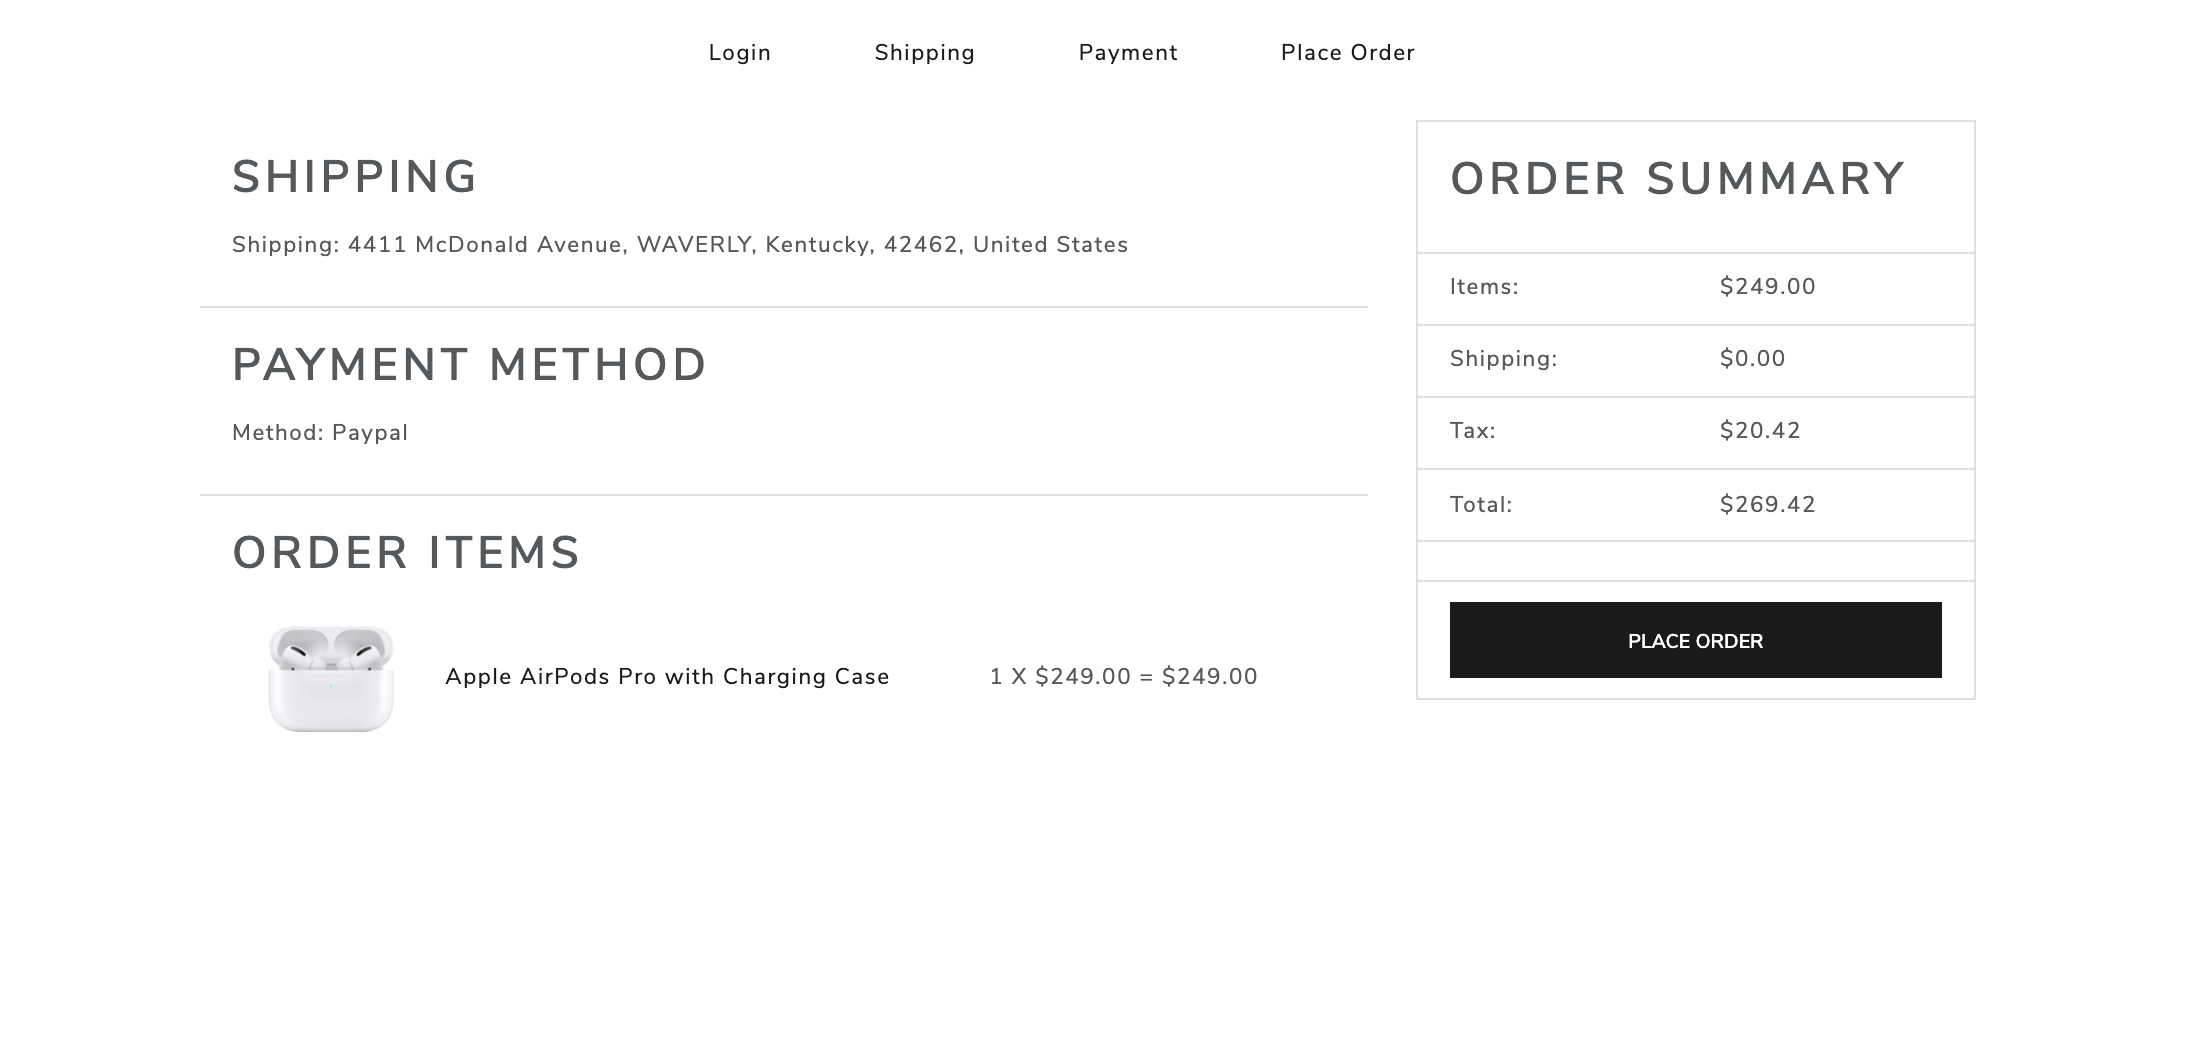 Login Shipping Payment Place Order
SHIPPING
Shipping: 4411 McDonald Avenue, WAVERLY, Kentucky, 42462, United States
PAYMENT METHOD
Method: Paypal
ORDER ITEMS
Apple AirPods Pro with Charging Case 1 X $249.00 = $249.00
ORDER SUMMARY
Items: $249.00
Shipping: $0.00
Tax: $20.42
Total: $269.42
PLACE ORDER